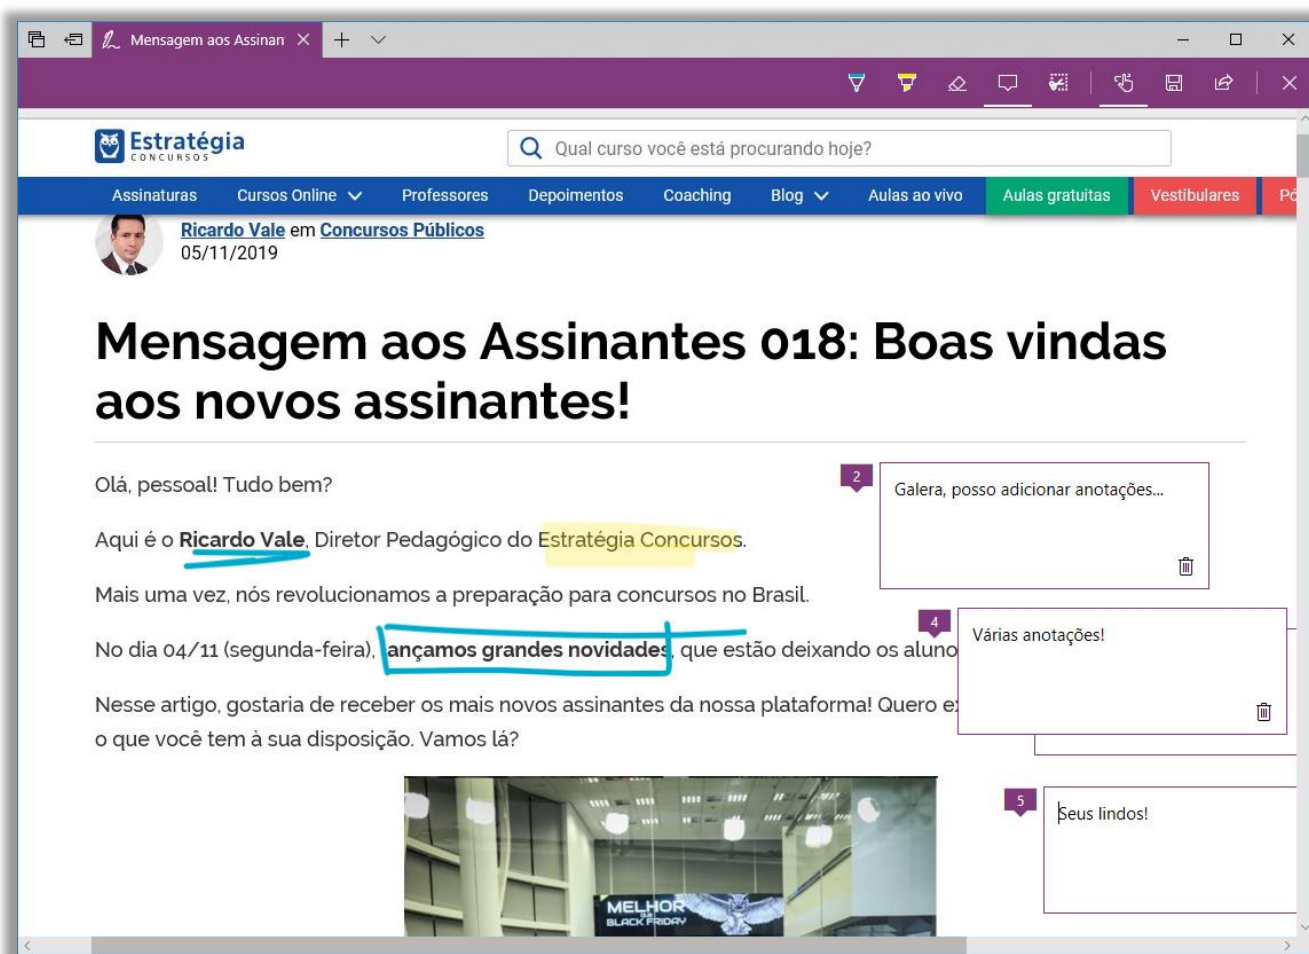 Mensagem aos Assinan
Estratégia
CONCURSOS
Qual curso você está procurando hoje?
Assinaturas Cursos Online Professores Depoimentos Coaching Blog Aulas ao vivo Aulas gratuitas Vestibulares Pó
Ricardo Vale em Concursos Públicos
05/11/2019
Mensagem aos Assinantes 018: Boas vindas
aos novos assinantes!
Olá, pessoal! Tudo bem?
2
Galera, posso adicionar anotações...
Aqui é o Ricardo Vale, Diretor Pedagógico do Estratégia Concursos.
Mais uma vez, nós revolucionamos a preparação para concursos no Brasil.
4
Várias anotações!
No dia 04/11 (segunda-feira), lançamos grandes novidades, que estão deixando os aluno
Nesse artigo, gostaria de receber os mais novos assinantes da nossa plataforma! Quero ex
o que você tem à sua disposição. Vamos lá?
5
Seus lindos!
MELHOR
QUE
BLACK FRIDAY